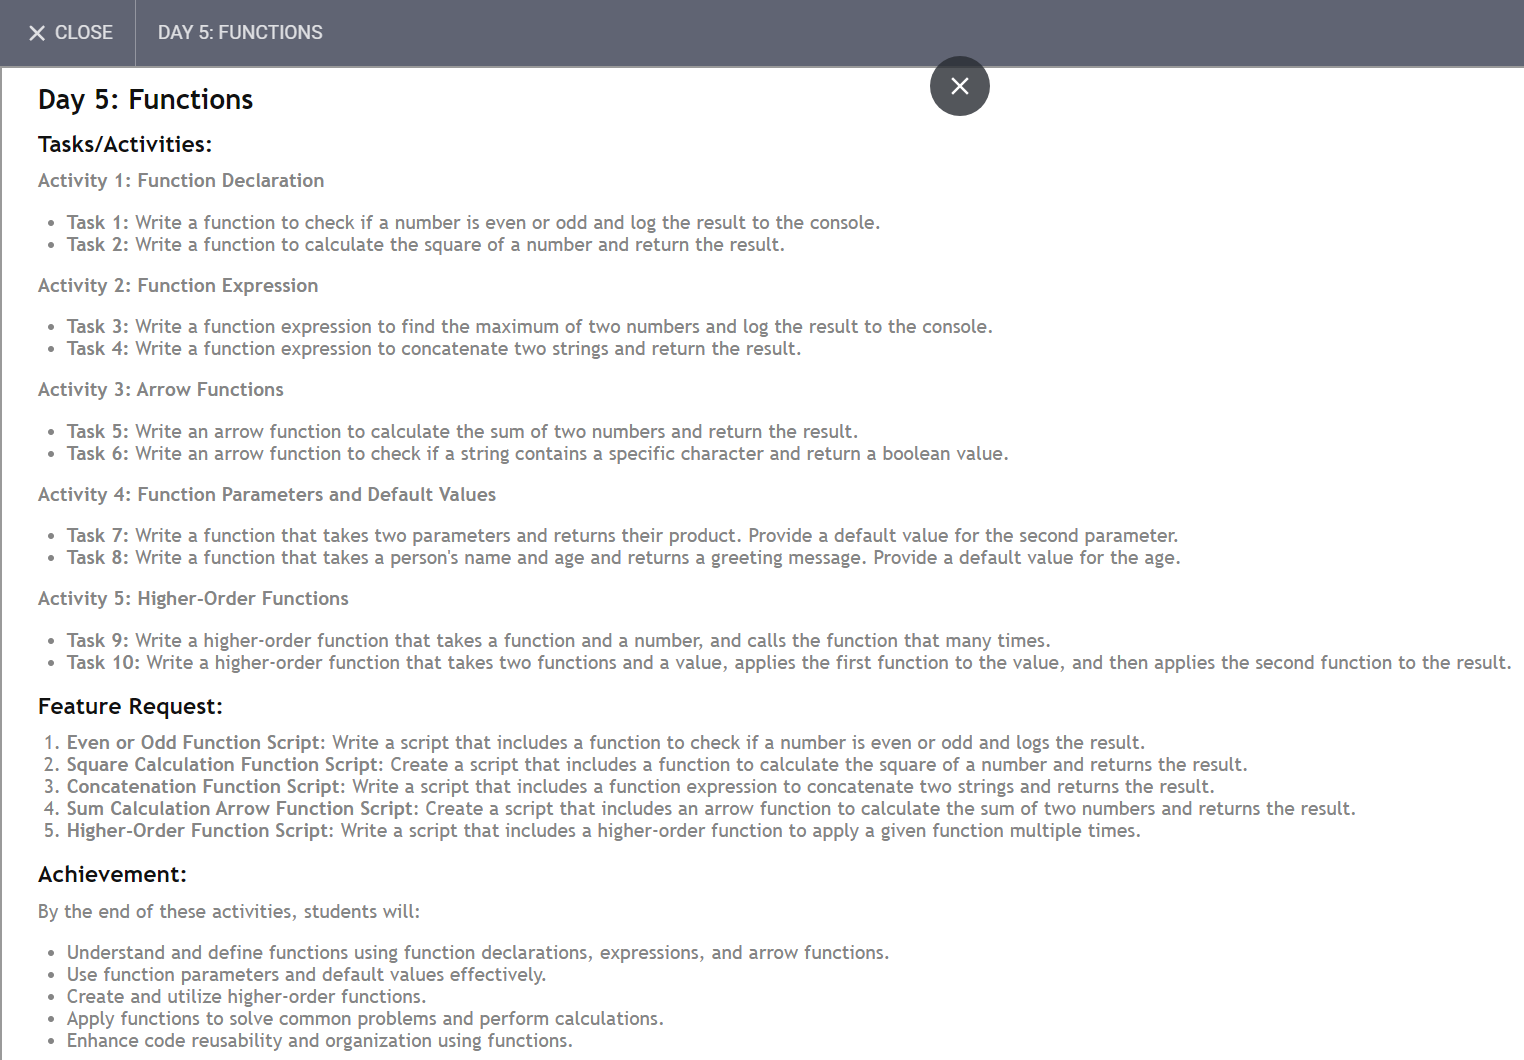 CLOSE
DAY 5: FUNCTIONS
Day 5: Functions
Tasks/Activities:
Activity 1: Function Declaration
• Task 1: Write a function to check if a number is even or odd and log the result to the console.
• Task 2: Write a function to calculate the square of a number and return the result.
Activity 2: Function Expression
• Task 3: Write a function expression to find the maximum of two numbers and log the result to the console.
• Task 4: Write a function expression to concatenate two strings and return the result.
Activity 3: Arrow Functions
• Task 5: Write an arrow function to calculate the sum of two numbers and return the result.
• Task 6: Write an arrow function to check if a string contains a specific character and return a boolean value.
Activity 4: Function Parameters and Default Values
• Task 7: Write a function that takes two parameters and returns their product. Provide a default value for the second parameter.
• Task 8: Write a function that takes a person's name and age and returns a greeting message. Provide a default value for the age.
Activity 5: Higher-Order Functions
• Task 9: Write a higher-order function that takes a function and a number, and calls the function that many times.
• Task 10: Write a higher-order function that takes two functions and a value, applies the first function to the value, and then applies the second function to the result.
Feature Request:
1. Even or Odd Function Script: Write a script that includes a function to check if a number is even or odd and logs the result.
2. Square Calculation Function Script: Create a script that includes a function to calculate the square of a number and returns the result.
3. Concatenation Function Script: Write a script that includes a function expression to concatenate two strings and returns the result.
4. Sum Calculation Arrow Function Script: Create a script that includes an arrow function to calculate the sum of two numbers and returns the result.
5. Higher-Order Function Script: Write a script that includes a higher-order function to apply a given function multiple times.
Achievement:
By the end of these activities, students will:
• Understand and define functions using function declarations, expressions, and arrow functions.
• Use function parameters and default values effectively.
• Create and utilize higher-order functions.
• Apply functions to solve common problems and perform calculations.
• Enhance code reusability and organization using functions.